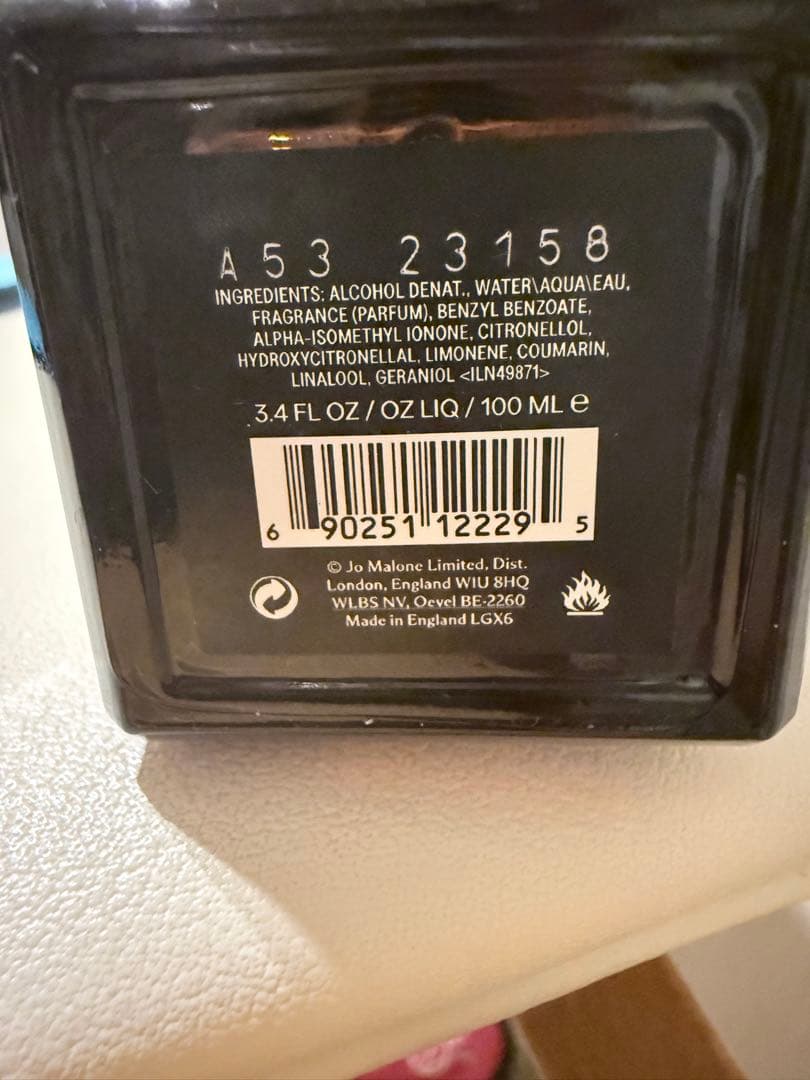 A53 23158
INGREDIENTS: ALCOHOL DENAT., WATER\AQUA\EAU,
FRAGRANCE (PARFUM), BENZYL BENZOATE,
ALPHA-ISOMETHYL IONONE, CITRONELLOL,
HYDROXYCITRONELLAL, LIMONENE, COUMARIN,
LINALOOL, GERANIOL <ILN49871>
3.4 FL OZ / OZ LIQ / 100 ML ℮
6 90251 12229 5
© Jo Malone Limited, Dist.
London, England W1U 8HQ
WLBS NV, Oevel BE-2260
Made in England LGX6